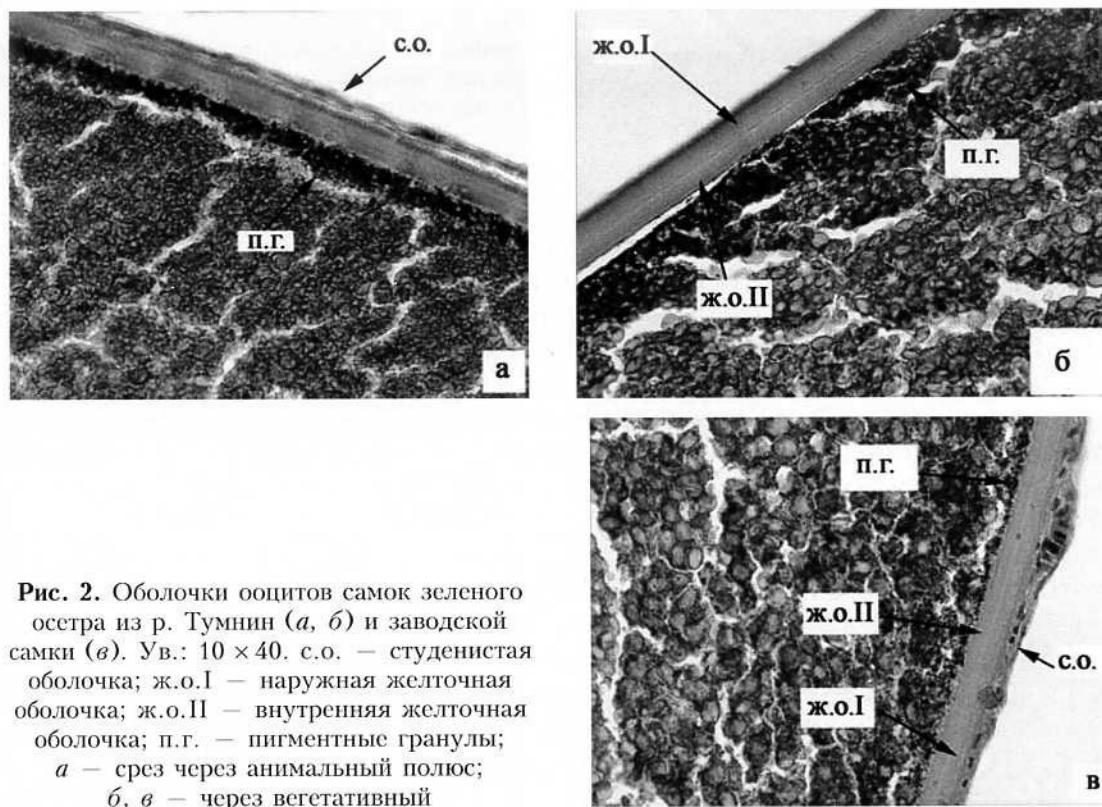 с.о.
п.г.
а
ж.о.I
п.г.
ж.о.II
б
п.г.
ж.о.II
с.о.
ж.о.I
в
Рис. 2. Оболочки ооцитов самок зеленого
осетра из р. Тумнин (а, б) и заводской
самки (в). Ув.: 10 × 40. с.о. — студенистая
оболочка; ж.о.I — наружная желточная
оболочка; ж.о.II — внутренняя желточная
оболочка; п.г. — пигментные гранулы;
а — срез через анимальный полюс;
б, в — через вегетативный